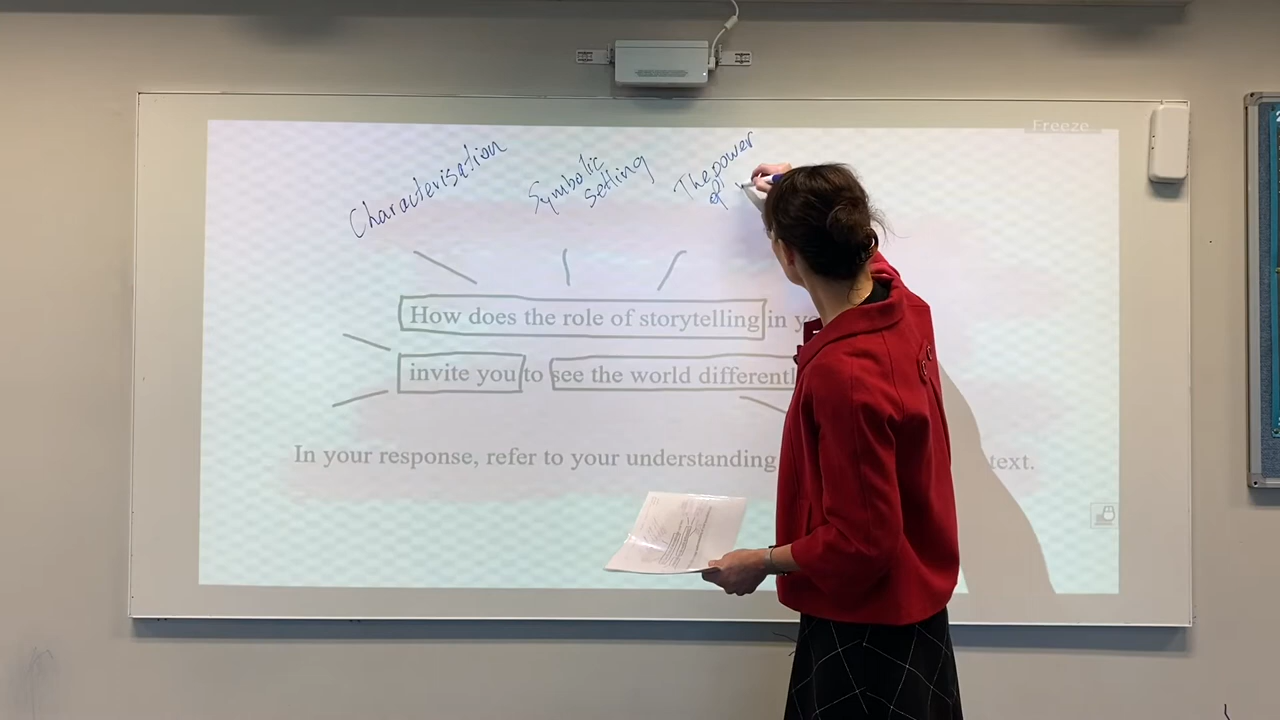 Freeze
Characterisation
Symbolic
setting
The power
of
How does the role of storytelling in
invite you to see the world differentl
In your response, refer to your understanding
text.